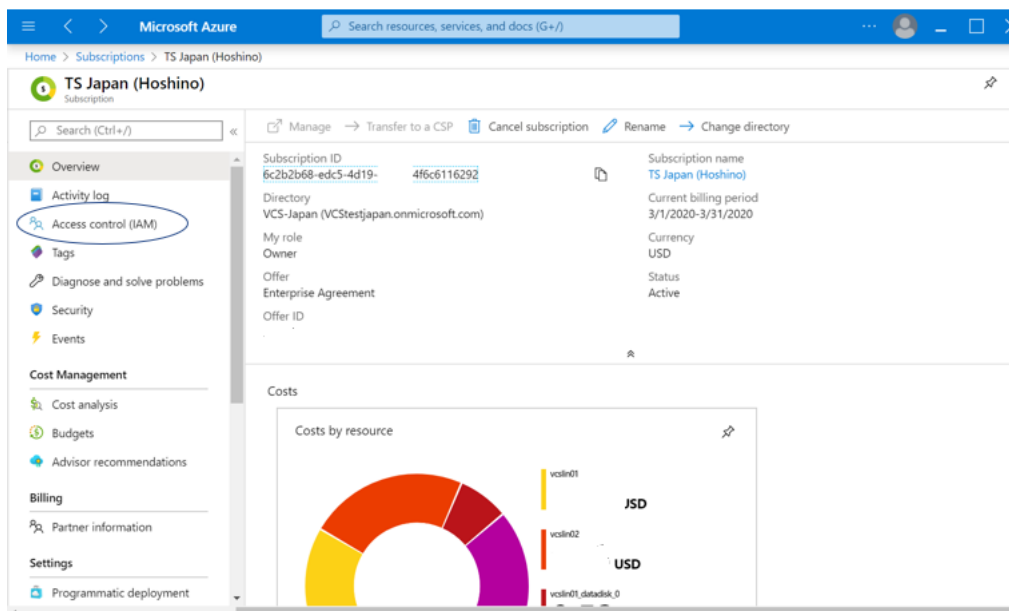 Microsoft Azure
Search resources, services, and docs (G+/)
Home > Subscriptions > TS Japan (Hoshino)
TS Japan (Hoshino)
Subscription
Search (Ctrl+/)
Overview
Activity log
Access control (IAM)
Tags
Diagnose and solve problems
Security
Events
Cost Management
Cost analysis
Budgets
Advisor recommendations
Billing
Partner information
Settings
Programmatic deployment
Manage
Transfer to a CSP
Cancel subscription
Rename
Change directory
Subscription ID
6c2b2b68-edc5-4d19- 4f6c6116292
Directory
VCS-Japan (VCStestjapan.onmicrosoft.com)
My role
Owner
Offer
Enterprise Agreement
Offer ID
Subscription name
TS Japan (Hoshino)
Current billing period
3/1/2020-3/31/2020
Currency
USD
Status
Active
Costs
Costs by resource
vcslin01
USD
vcslin02
USD
vcslin01_datadisk_0